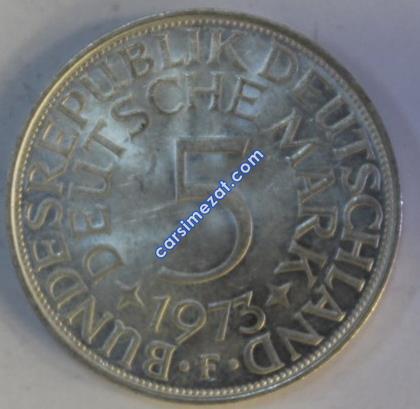 BUNDESREPUBLIK DEUTSCHLAND
DEUTSCHE MARK
5
carsimezat.com
1973
· F ·